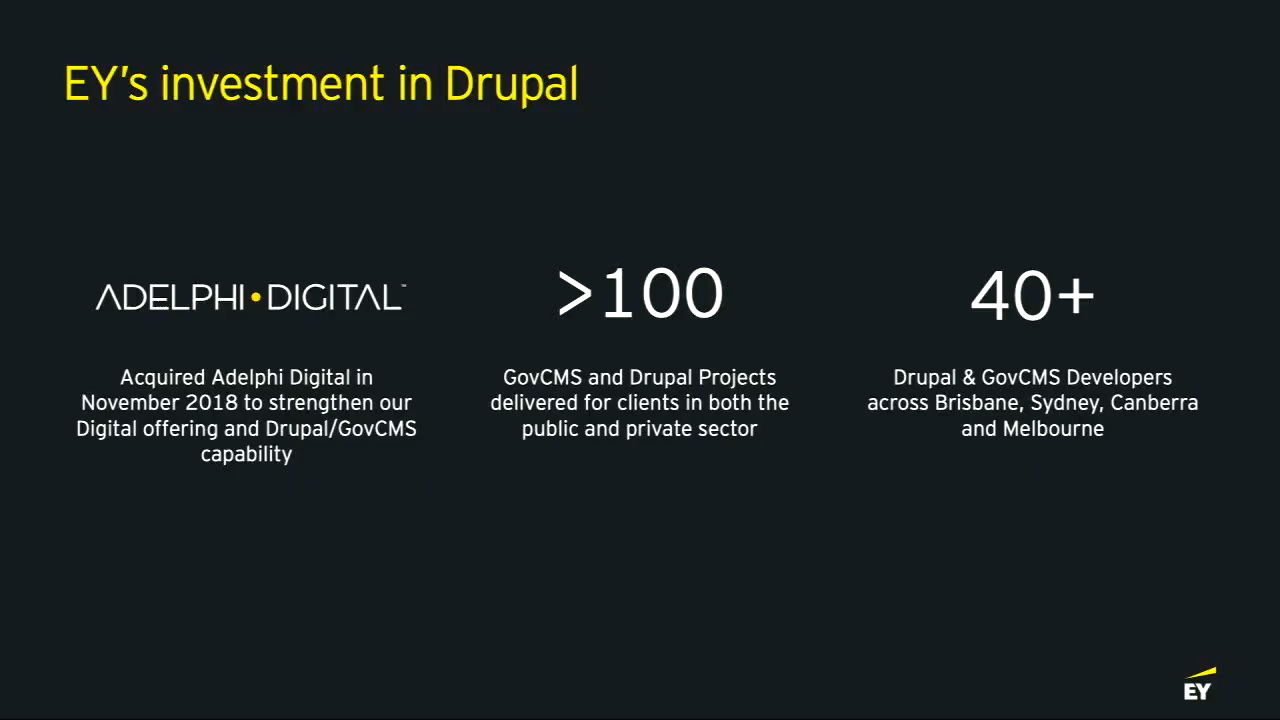 EY's investment in Drupal
ADELPHI•DIGITAL™
Acquired Adelphi Digital in
November 2018 to strengthen our
Digital offering and Drupal/GovCMS
capability
>100
GovCMS and Drupal Projects
delivered for clients in both the
public and private sector
40+
Drupal & GovCMS Developers
across Brisbane, Sydney, Canberra
and Melbourne
EY